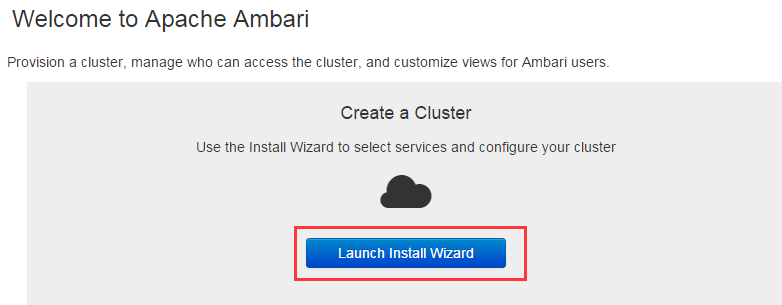 Welcome to Apache Ambari
Provision a cluster, manage who can access the cluster, and customize views for Ambari users.
Create a Cluster
Use the Install Wizard to select services and configure your cluster
Launch Install Wizard